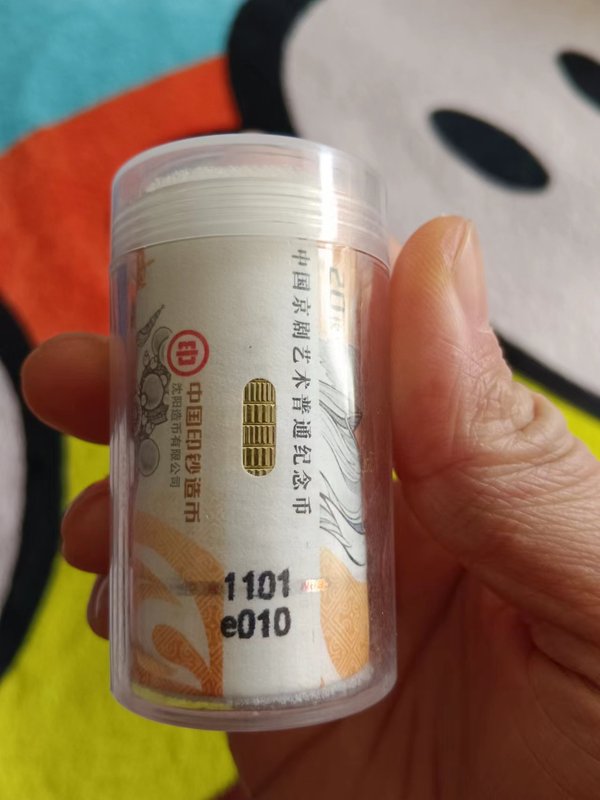 中国京剧艺术普通纪念币
印
中国印钞造币
沈阳造币有限公司
1101
e010